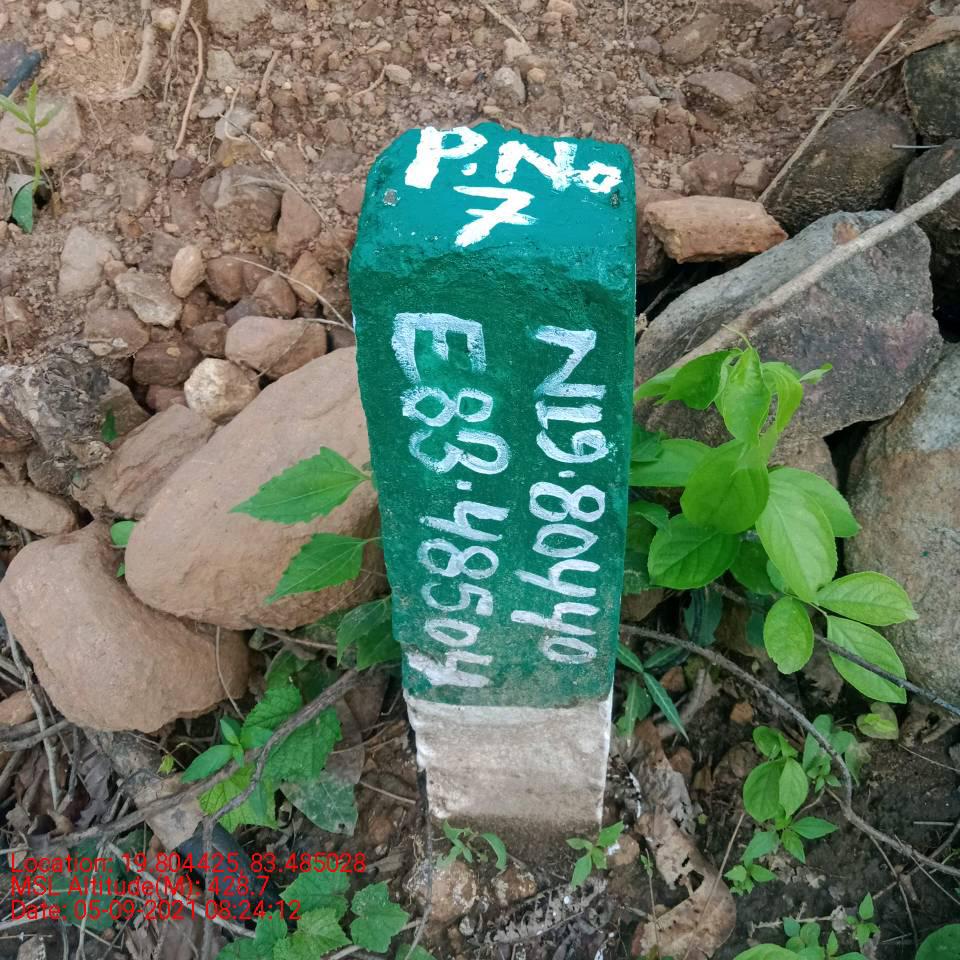 P.No
7
N19.80440
E83.48504
Location: 19.804425,83.485028
MSL Altitude(M): 428.7
Date: 05-09-2021 08:24:12